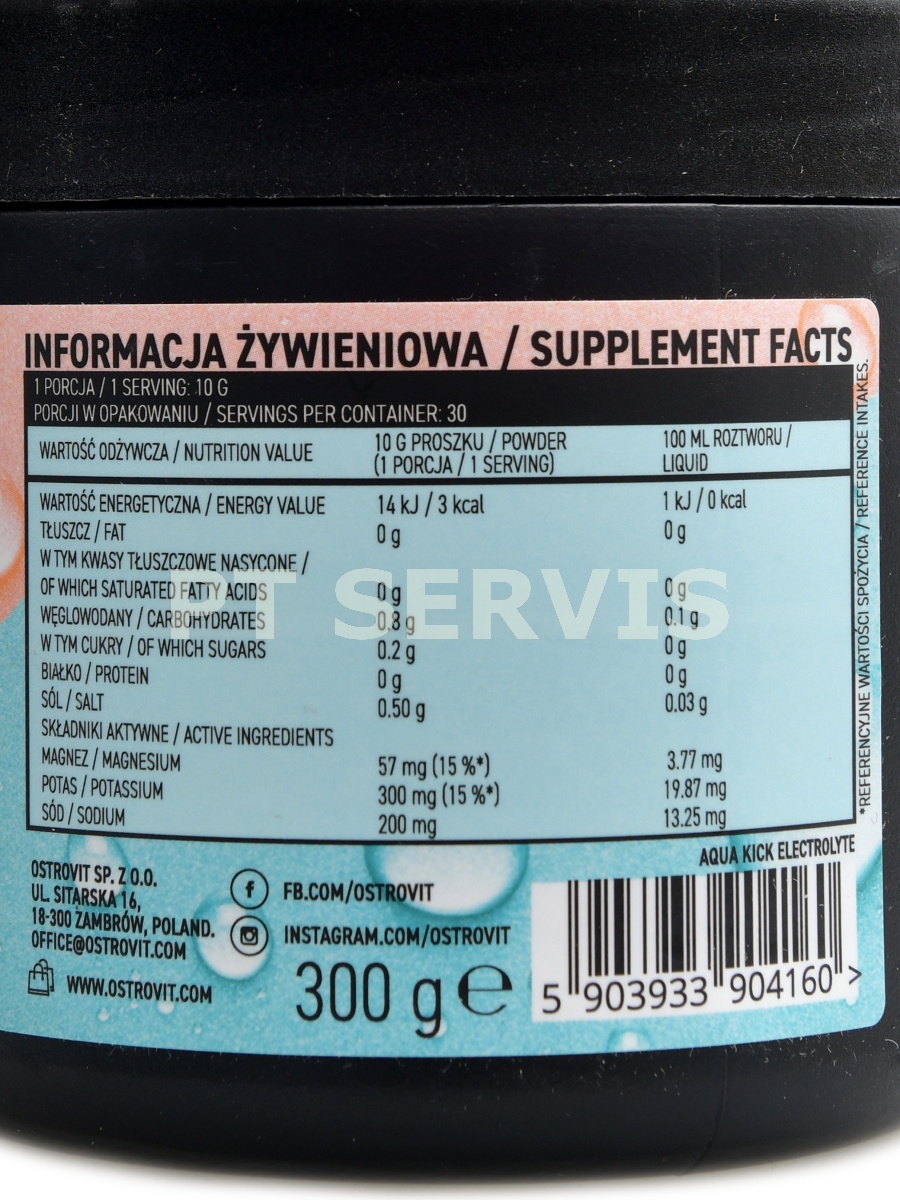 INFORMACJA ŻYWIENIOWA / SUPPLEMENT FACTS
1 PORCJA / 1 SERVING: 10 G
PORCJI W OPAKOWANIU / SERVINGS PER CONTAINER: 30
WARTOŚĆ ODŻYWCZA / NUTRITION VALUE 10 G PROSZKU / POWDER (1 PORCJA / 1 SERVING) 100 ML ROZTWORU / LIQUID
WARTOŚĆ ENERGETYCZNA / ENERGY VALUE 14 kJ / 3 kcal 1 kJ / 0 kcal
TŁUSZCZ / FAT 0 g 0 g
W TYM KWASY TŁUSZCZOWE NASYCONE /
OF WHICH SATURATED FATTY ACIDS 0 g 0 g
WĘGLOWODANY / CARBOHYDRATES 0.8 g 0.1 g
W TYM CUKRY / OF WHICH SUGARS 0.2 g 0 g
BIAŁKO / PROTEIN 0 g 0 g
SÓL / SALT 0.50 g 0.03 g
SKŁADNIKI AKTYWNE / ACTIVE INGREDIENTS
MAGNEZ / MAGNESIUM 57 mg (15 %*) 3.77 mg
POTAS / POTASSIUM 300 mg (15 %*) 19.87 mg
SÓD / SODIUM 200 mg 13.25 mg
*REFERENCYJNE WARTOŚCI SPOŻYCIA / REFERENCE INTAKES.
PT SERVIS
OSTROVIT SP. Z O.O.
UL. SITARSKA 16,
18-300 ZAMBRÓW, POLAND.
OFFICE@OSTROVIT.COM
WWW.OSTROVIT.COM
FB.COM/OSTROVIT
INSTAGRAM.COM/OSTROVIT
300 g ℮
AQUA KICK ELECTROLYTE
5 903933 904160 >